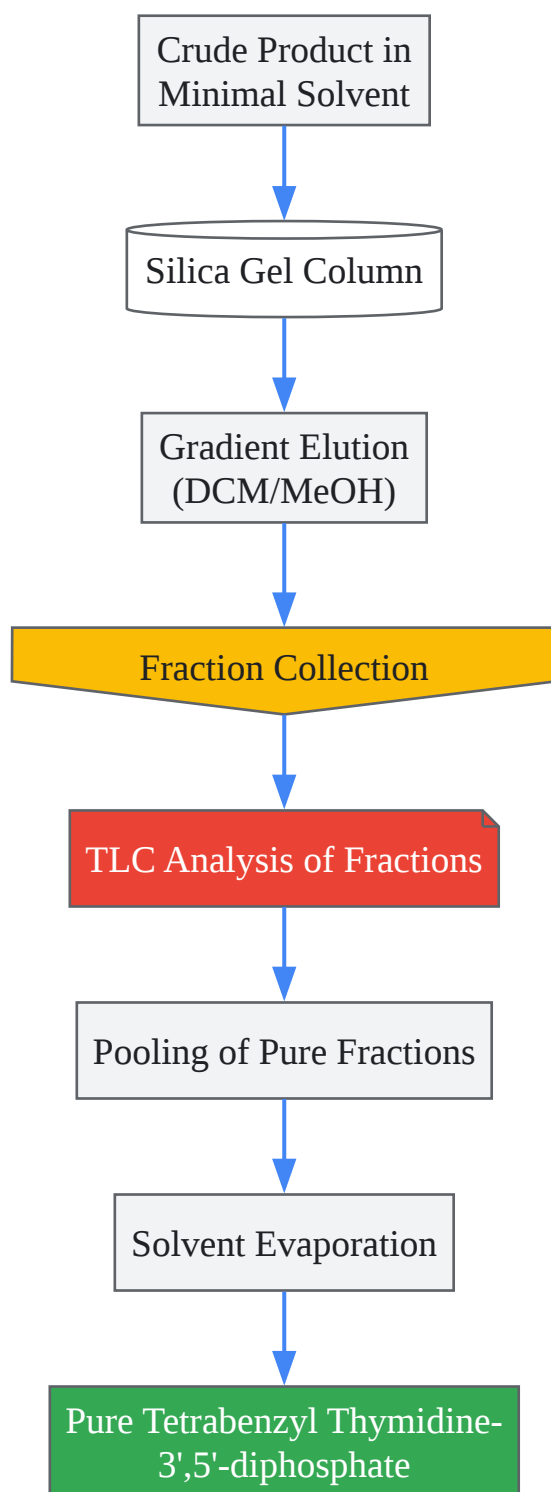 Crude Product in
Minimal Solvent
Silica Gel Column
Gradient Elution
(DCM/MeOH)
Fraction Collection
TLC Analysis of Fractions
Pooling of Pure Fractions
Solvent Evaporation
Pure Tetrabenzyl Thymidine-
3',5'-diphosphate